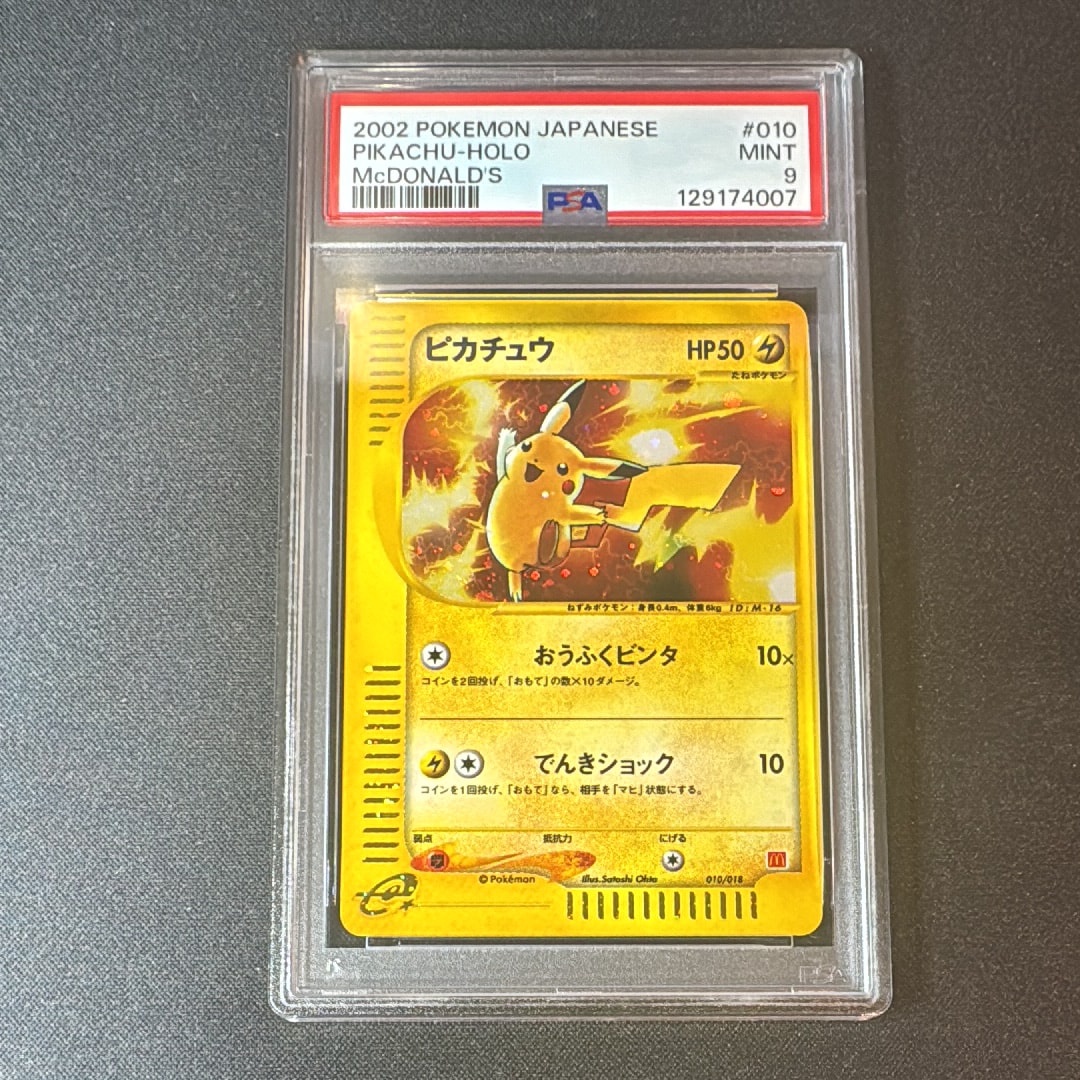 2002 POKEMON JAPANESE #010
PIKACHU-HOLO MINT
McDONALD'S 9
PSA 129174007
ピカチュウ HP50
たねポケモン
ねずみポケモン:身長0.4m、体重6kg ID:M-16
おうふくビンタ 10×
コインを2回投げ、「おもて」の数×10ダメージ。
でんきショック 10
コインを1回投げ、「おもて」なら、相手を「マヒ」状態にする。
弱点 抵抗力 にげる
©Pokémon Illus.Satoshi Ohta 010/018
e
PSA